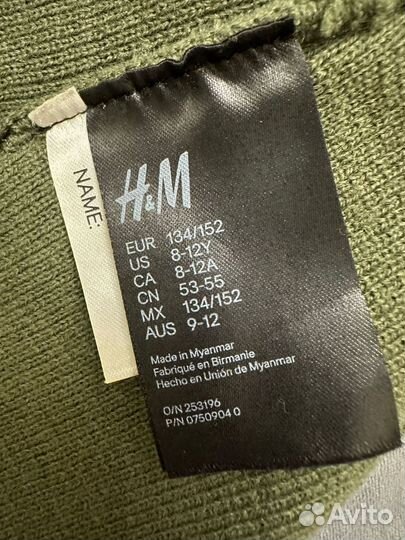 NAME:
H&M
EUR 134/152
US 8-12Y
CA 8-12A
CN 53-55
MX 134/152
AUS 9-12
Made in Myanmar
Fabriqué en Birmanie
Hecho en Unión de Myanmar
O/N 253196
P/N 0750904 0
Avito